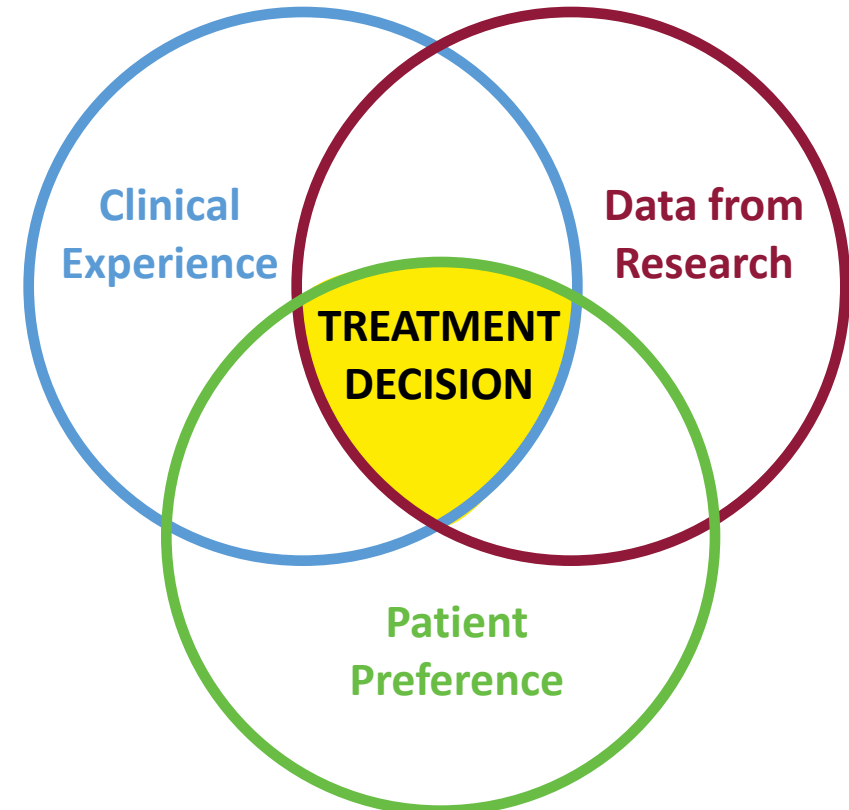 Clinical
Experience
Data from
Research
TREATMENT
DECISION
Patient
Preference